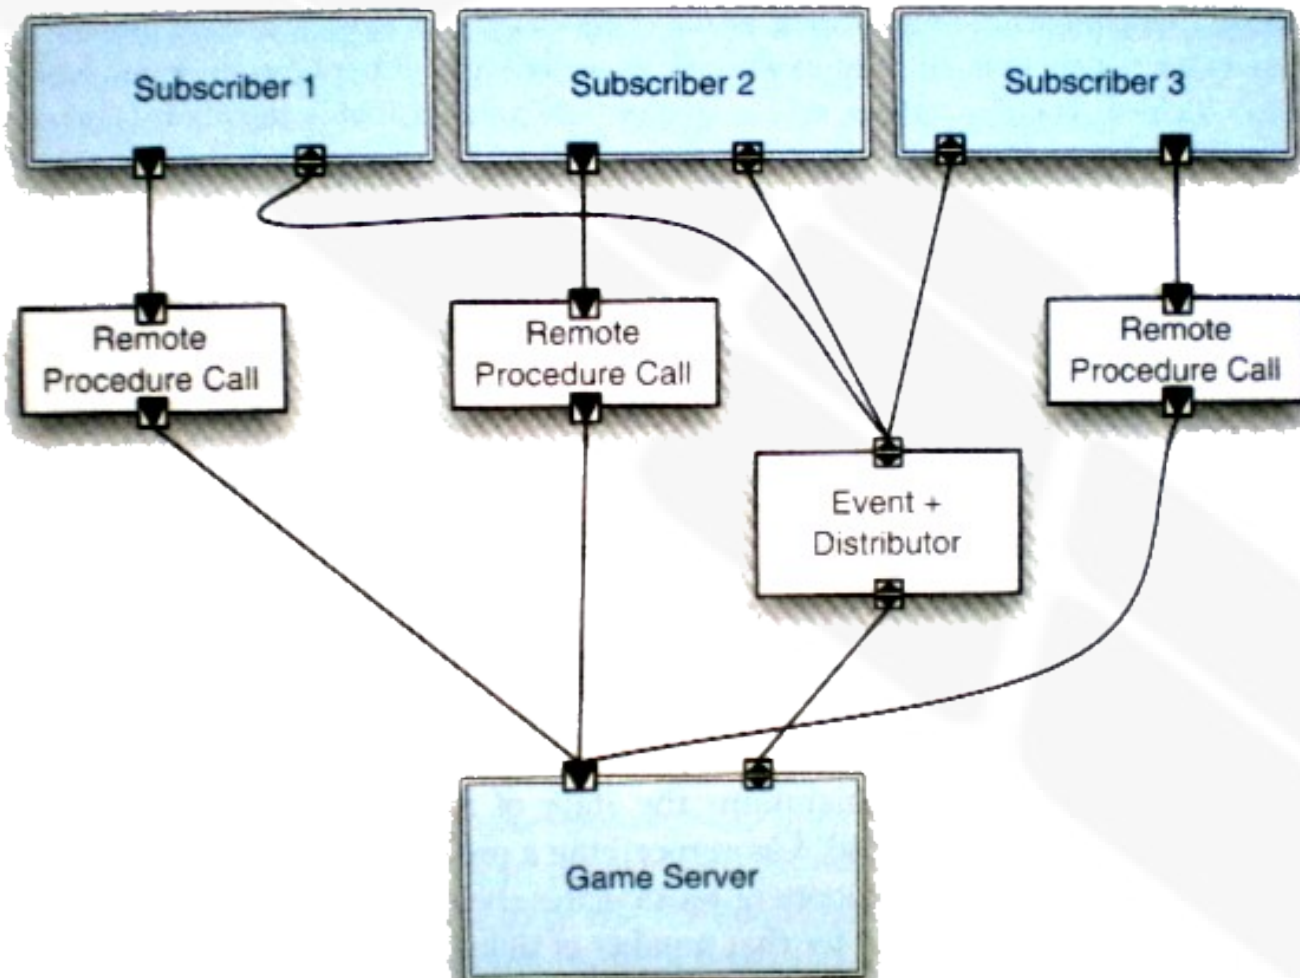 Subscriber 1
Subscriber 2
Subscriber 3
Remote
Procedure Call
Remote
Procedure Call
Remote
Procedure Call
Event +
Distributor
Game Server